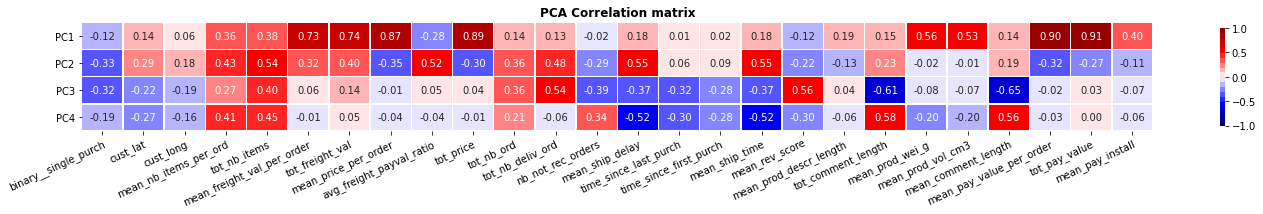 PCA Correlation matrix
PC1 -0.12 0.14 0.06 0.36 0.38 0.73 0.74 0.87 -0.28 0.89 0.14 0.13 -0.02 0.18 0.01 0.02 0.18 -0.12 0.19 0.15 0.56 0.53 0.14 0.90 0.91 0.40
PC2 -0.33 0.29 0.18 0.43 0.54 0.32 0.40 -0.35 0.52 -0.30 0.36 0.48 -0.29 0.55 0.06 0.09 0.55 -0.22 -0.13 0.23 -0.02 -0.01 0.19 -0.32 -0.27 -0.11
PC3 -0.32 -0.22 -0.19 0.27 0.40 0.06 0.14 -0.01 0.05 0.04 0.36 0.54 -0.39 -0.37 -0.32 -0.28 -0.37 0.56 0.04 -0.61 -0.08 -0.07 -0.65 -0.02 0.03 -0.07
PC4 -0.19 -0.27 -0.16 0.41 0.45 -0.01 0.05 -0.04 -0.04 -0.01 0.21 -0.06 0.34 -0.52 -0.30 -0.28 -0.52 -0.30 -0.06 0.58 -0.20 -0.20 0.56 -0.03 0.00 -0.06
binary__single_purch
cust_lat
cust_long
mean_nb_items_per_ord
tot_nb_items
mean_freight_val_per_order
tot_freight_val
mean_price_per_order
avg_freight_payval_ratio
tot_price
tot_nb_ord
tot_nb_deliv_ord
nb_not_rec_orders
mean_ship_delay
time_since_last_purch
time_since_first_purch
mean_ship_time
mean_rev_score
mean_prod_descr_length
tot_comment_length
mean_prod_wei_g
mean_prod_vol_cm3
mean_comment_length
mean_pay_value_per_order
tot_pay_value
mean_pay_install
1.0
0.5
0.0
−0.5
−1.0